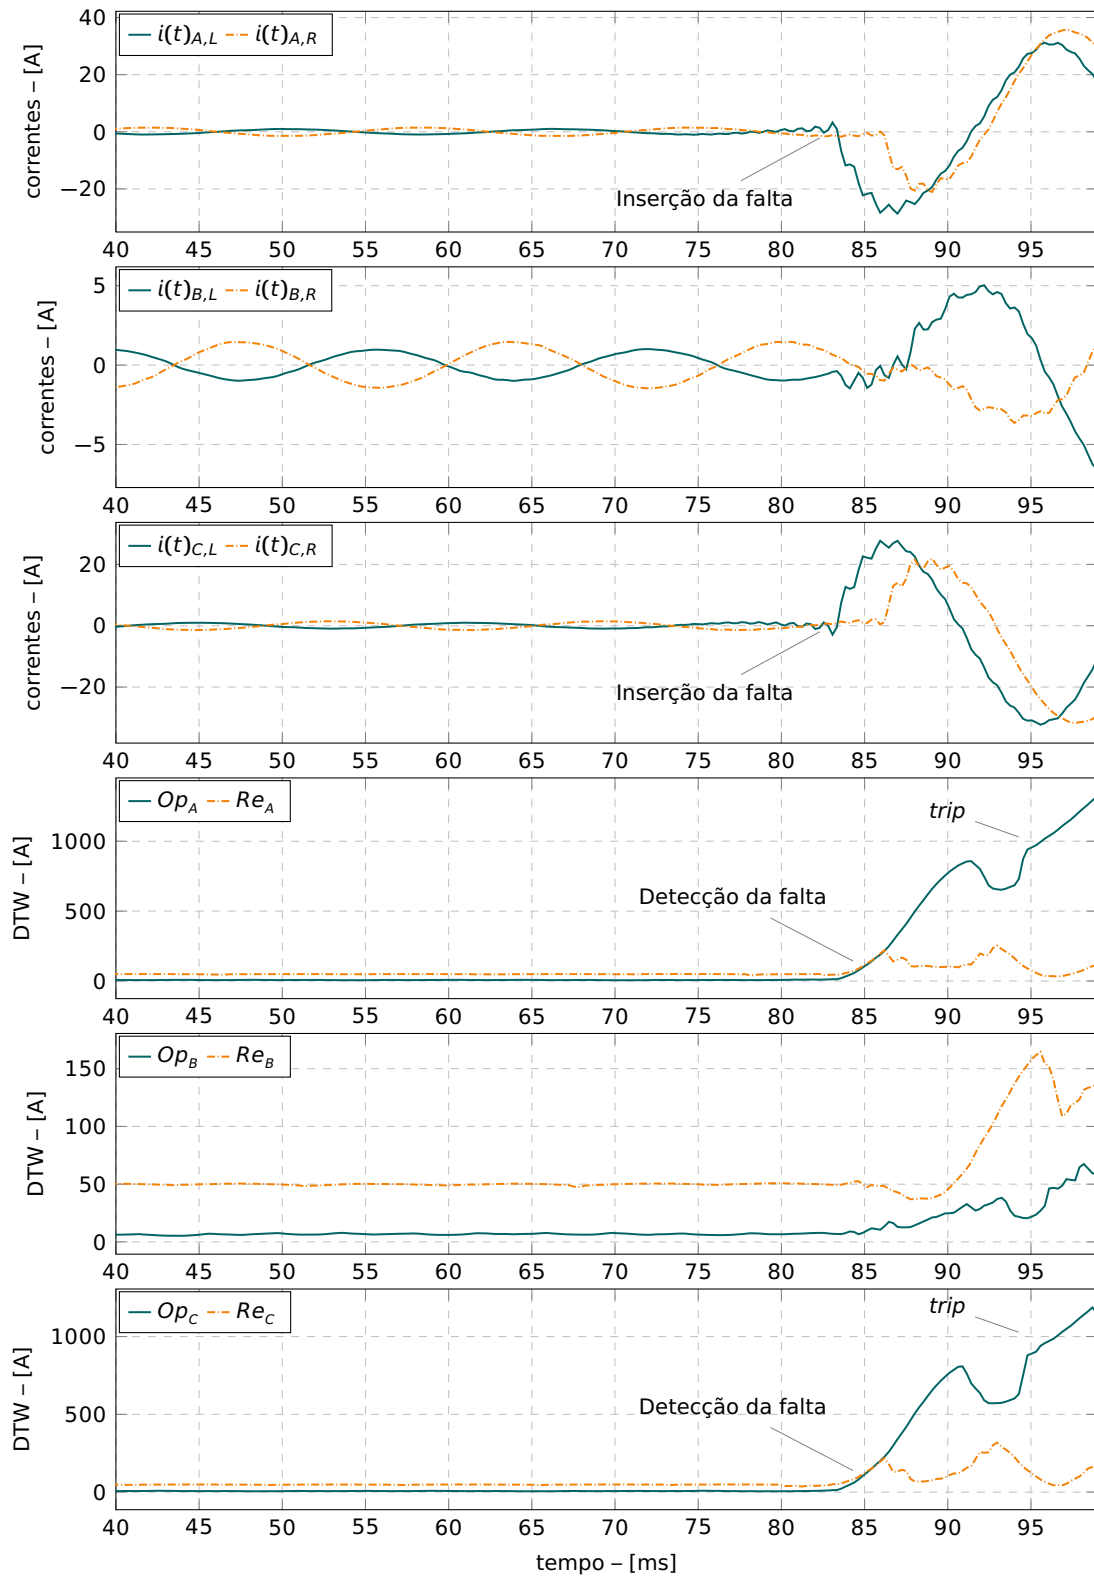 40
20
0
−20
correntes – [A]
i(t)A,L i(t)A,R
Inserção da falta
40 45 50 55 60 65 70 75 80 85 90 95
5
0
−5
correntes – [A]
i(t)B,L i(t)B,R
40 45 50 55 60 65 70 75 80 85 90 95
20
0
−20
correntes – [A]
i(t)C,L i(t)C,R
Inserção da falta
40 45 50 55 60 65 70 75 80 85 90 95
1000
500
0
DTW – [A]
OpA ReA
trip
Detecção da falta
40 45 50 55 60 65 70 75 80 85 90 95
150
100
50
0
DTW – [A]
OpB ReB
40 45 50 55 60 65 70 75 80 85 90 95
1000
500
0
DTW – [A]
OpC ReC
trip
Detecção da falta
40 45 50 55 60 65 70 75 80 85 90 95
tempo – [ms]